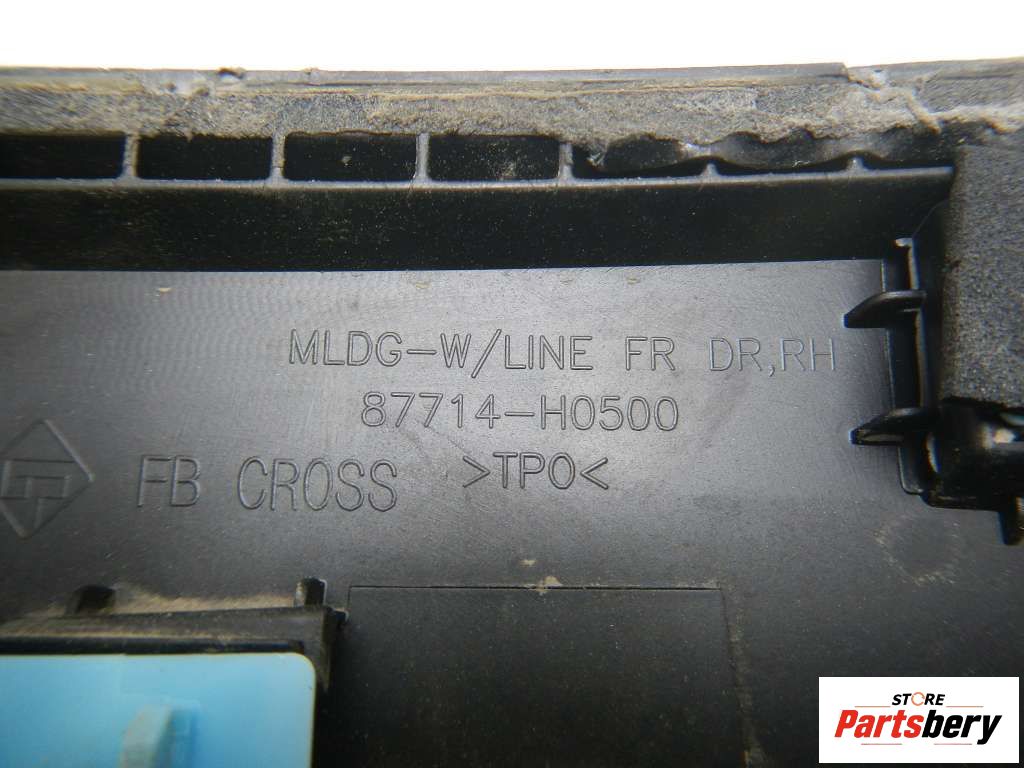 MLDG-W/LINE FR DR,RH
87714-H0500
FB CROSS >TPO<
STORE
Partsbery